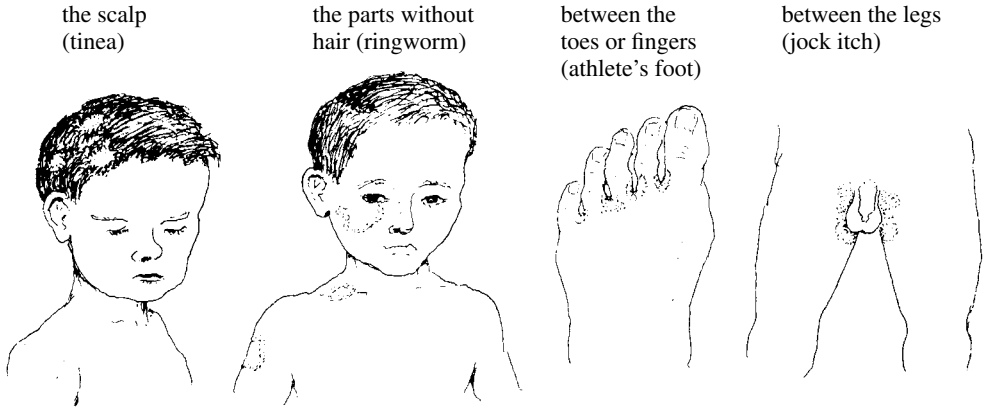 the scalp
(tinea)
the parts without
hair (ringworm)
between the
toes or fingers
(athlete’s foot)
between the legs
(jock itch)